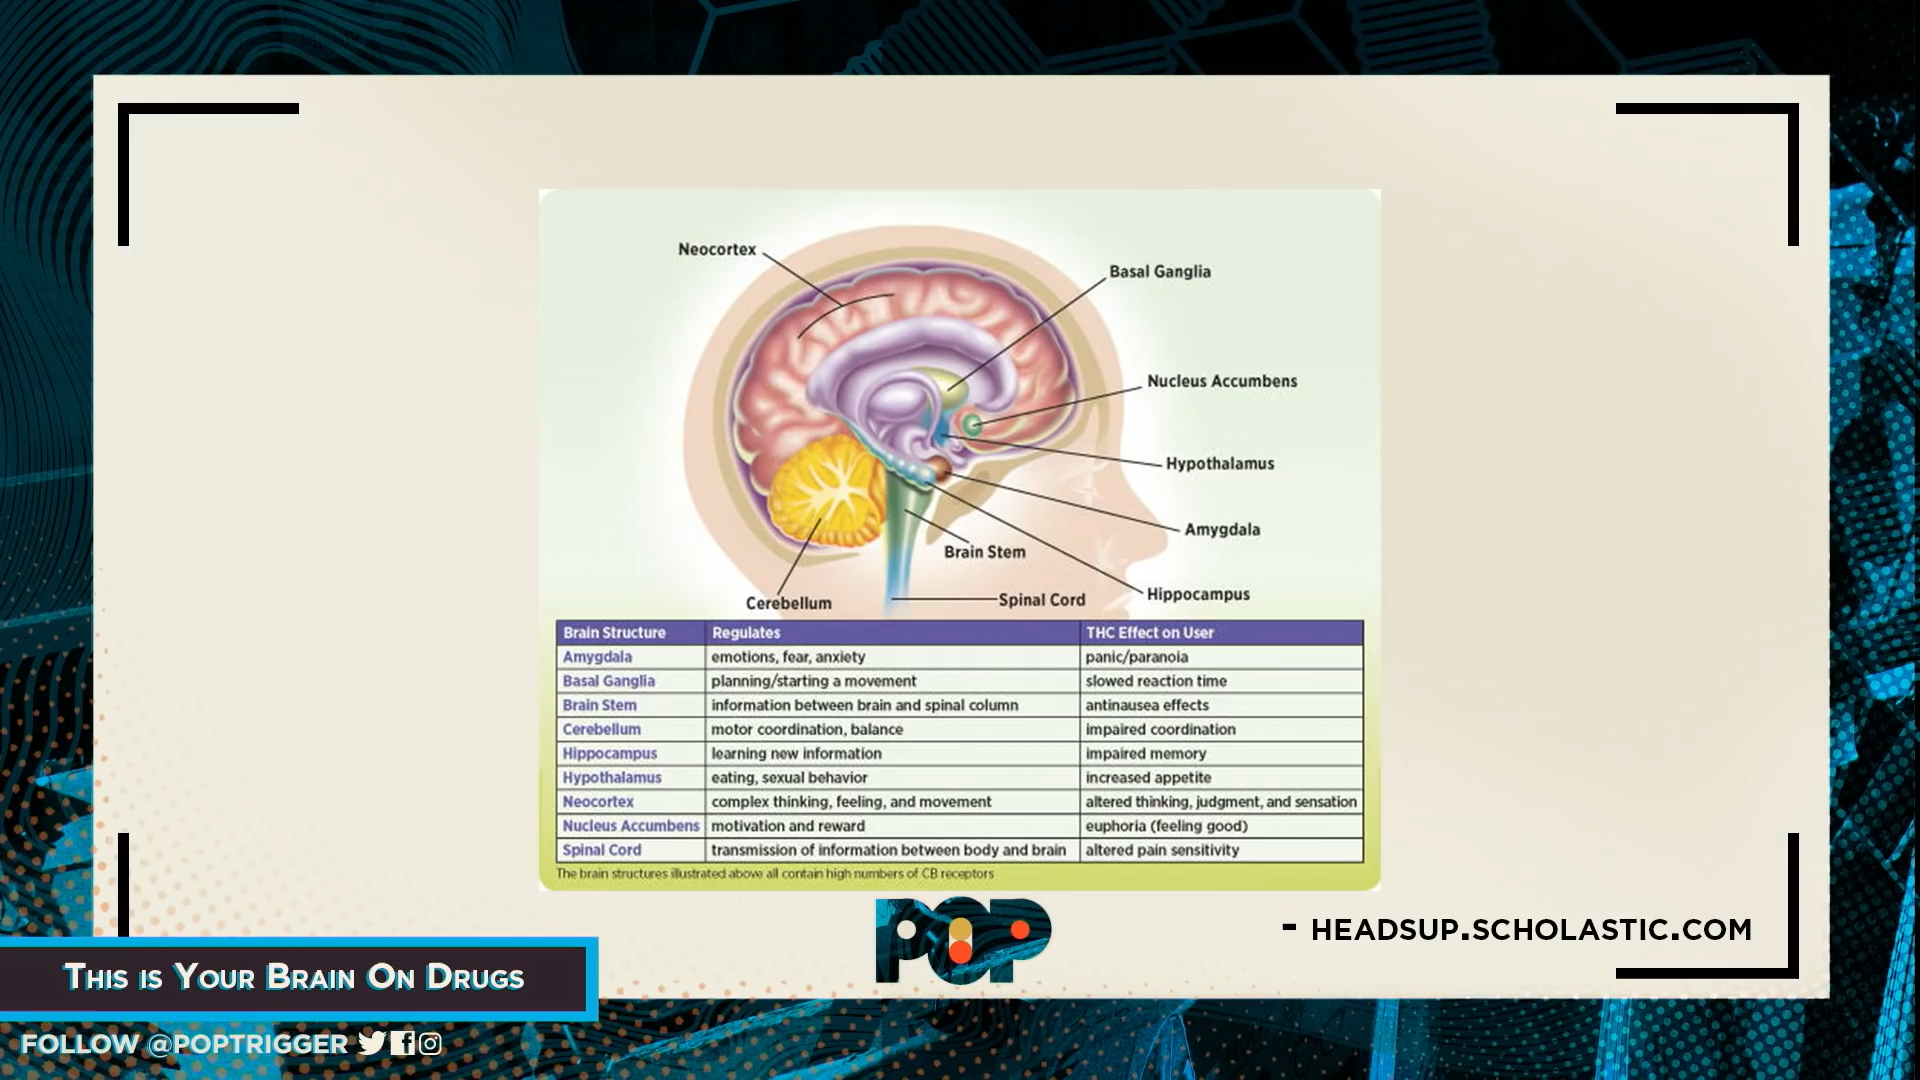 Neocortex
Basal Ganglia
Nucleus Accumbens
Hypothalamus
Amygdala
Brain Stem
Hippocampus
Spinal Cord
Cerebellum
Brain Structure Regulates THC Effect on User
Amygdala emotions, fear, anxiety panic/paranoia
Basal Ganglia planning/starting a movement slowed reaction time
Brain Stem information between brain and spinal column antinausea effects
Cerebellum motor coordination, balance impaired coordination
Hippocampus learning new information impaired memory
Hypothalamus eating, sexual behavior increased appetite
Neocortex complex thinking, feeling, and movement altered thinking, judgment, and sensation
Nucleus Accumbens motivation and reward euphoria (feeling good)
Spinal Cord transmission of information between body and brain altered pain sensitivity
The brain structures illustrated above all contain high numbers of CB receptors
POP
- HEADSUP.SCHOLASTIC.COM
THIS IS YOUR BRAIN ON DRUGS
FOLLOW @POPTRIGGER